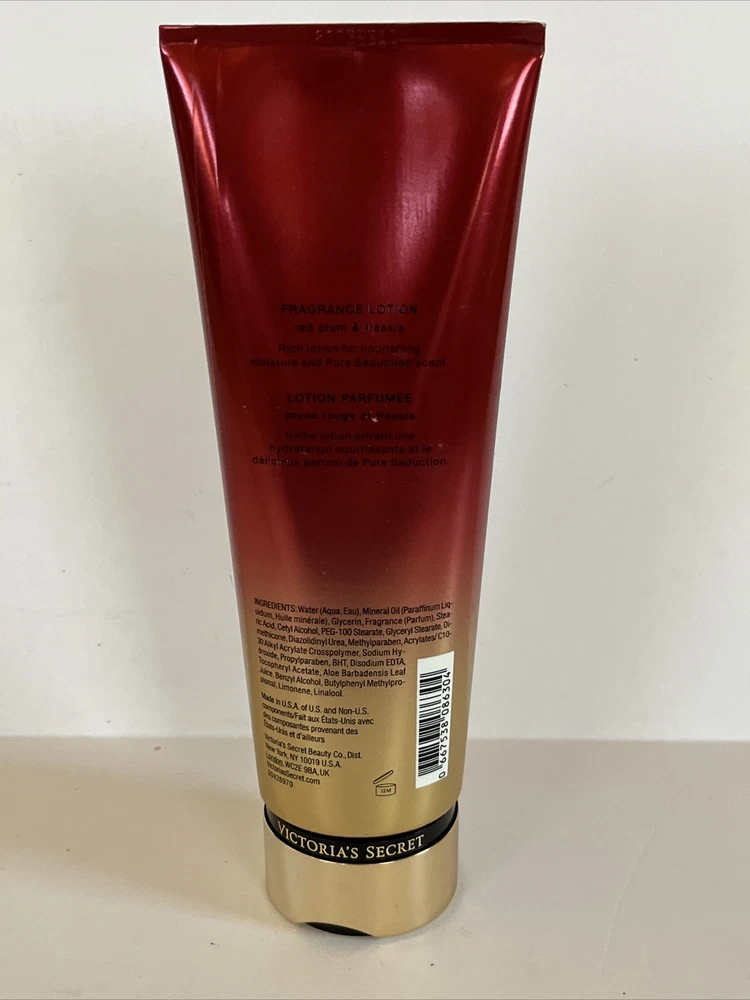 FRAGRANCE LOTION
red plum & freesia
Rich lotion for nourishing
moisture and Pure Seduction scent
LOTION PARFUMÉE
prune rouge et freesia
Riche lotion offrant une
hydratation nourrissante et le
délicieux parfum de Pure Seduction
INGREDIENTS: Water (Aqua, Eau), Mineral Oil (Paraffinum Liq-
uidum, Huile minérale), Glycerin, Fragrance (Parfum), Stea-
ric Acid, Cetyl Alcohol, PEG-100 Stearate, Glyceryl Stearate, Di-
methicone, Diazolidinyl Urea, Methylparaben, Acrylates/C10-
30 Alkyl Acrylate Crosspolymer, Sodium Hy-
droxide, Propylparaben, BHT, Disodium EDTA,
Tocopheryl Acetate, Aloe Barbadensis Leaf
Juice, Benzyl Alcohol, Butylphenyl Methylpro-
pional, Limonene, Linalool.
Made in U.S.A. of U.S. and Non-U.S.
components/Fait aux États-Unis avec
des composantes provenant des
États-Unis et d'ailleurs
Victoria's Secret Beauty Co., Dist.
New York, NY 10019 U.S.A.
London, WC2E 9BA, UK
VictoriasSecret.com
30428970
0 667538 086304
12M
VICTORIA'S SECRET